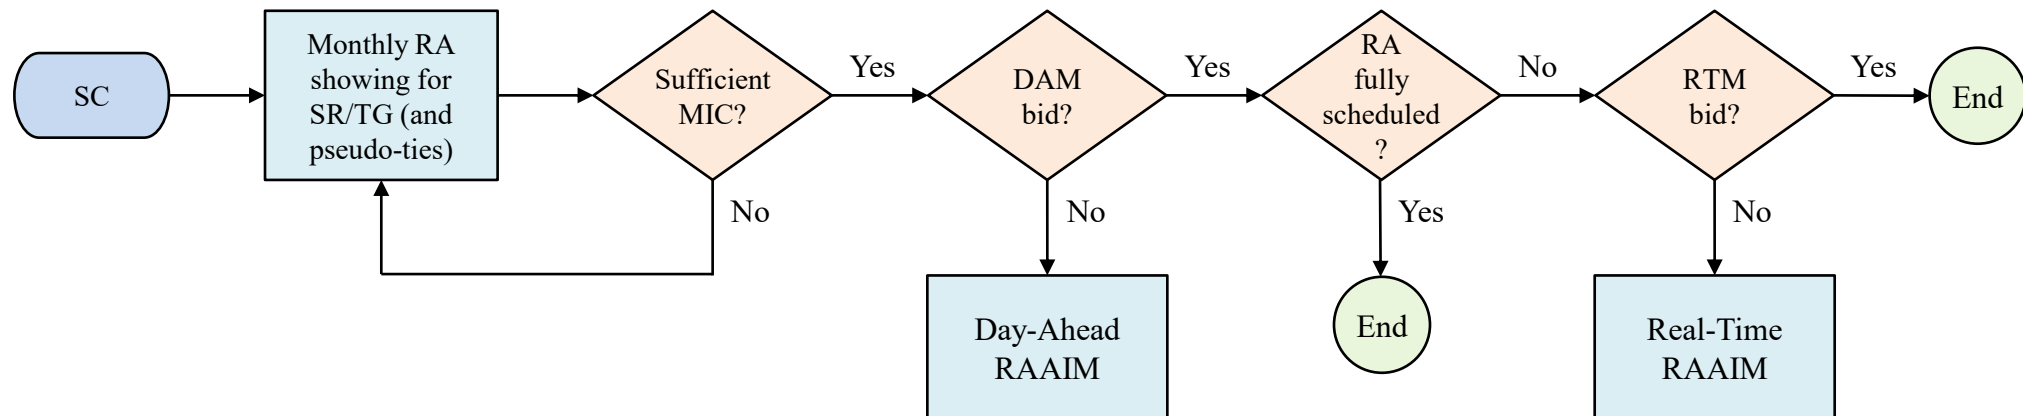 SC
Monthly RA
showing for
SR/TG (and
pseudo-ties)
Sufficient
MIC?
Yes
No
DAM
bid?
Yes
No
Day-Ahead
RAAIM
RA
fully
scheduled
?
No
Yes
End
RTM
bid?
Yes
No
Real-Time
RAAIM
End